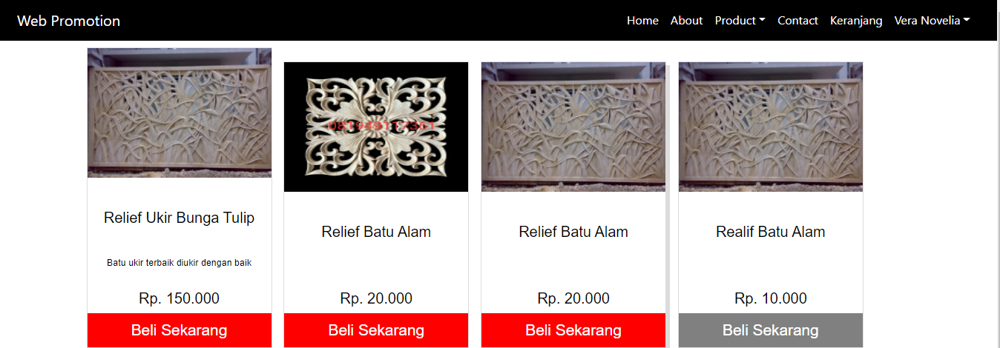 Web Promotion
Home About Product Contact Keranjang Vera Novelia
081949117361
Relief Ukir Bunga Tulip
Batu ukir terbaik diukir dengan baik
Rp. 150.000
Beli Sekarang
Relief Batu Alam
Rp. 20.000
Beli Sekarang
Relief Batu Alam
Rp. 20.000
Beli Sekarang
Realif Batu Alam
Rp. 10.000
Beli Sekarang